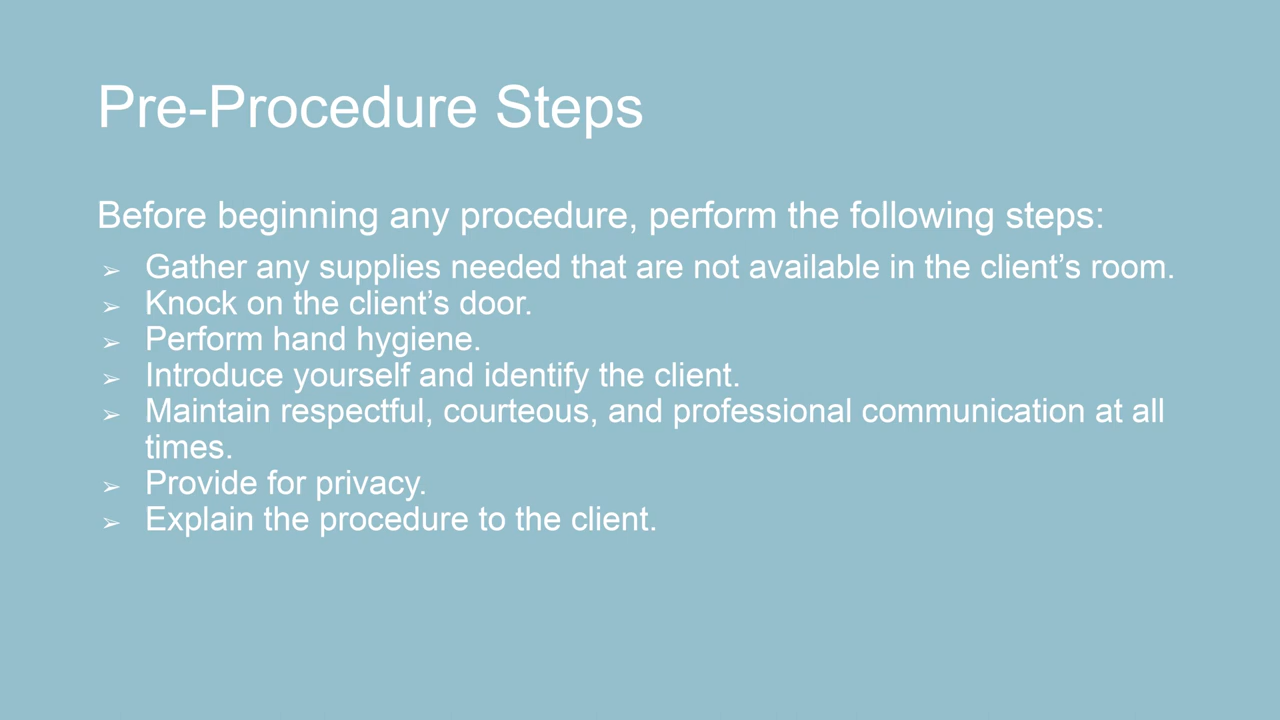 Pre-Procedure Steps
Before beginning any procedure, perform the following steps:
➢ Gather any supplies needed that are not available in the client’s room.
➢ Knock on the client’s door.
➢ Perform hand hygiene.
➢ Introduce yourself and identify the client.
➢ Maintain respectful, courteous, and professional communication at all
times.
➢ Provide for privacy.
➢ Explain the procedure to the client.